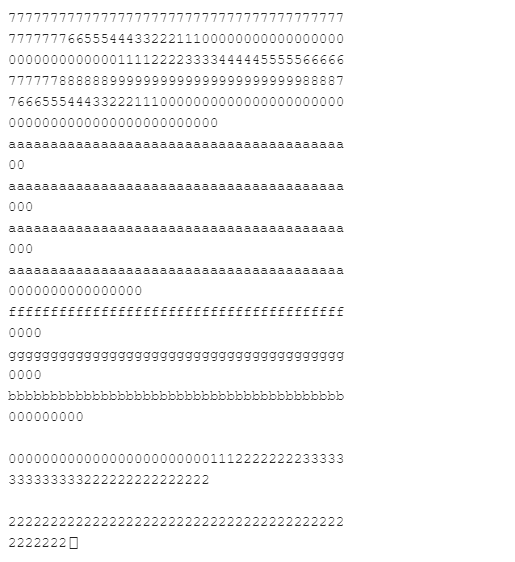 7777777777777777777777777777777777777777
7777777665554443322211100000000000000000
0000000000000111122223333444445555566666
7777778888889999999999999999999999988887
7666555444332221110000000000000000000000
0000000000000000000000000
aaaaaaaaaaaaaaaaaaaaaaaaaaaaaaaaaaaaaaaa
00
aaaaaaaaaaaaaaaaaaaaaaaaaaaaaaaaaaaaaaaa
000
aaaaaaaaaaaaaaaaaaaaaaaaaaaaaaaaaaaaaaaa
000
aaaaaaaaaaaaaaaaaaaaaaaaaaaaaaaaaaaaaaaa
0000000000000000
ffffffffffffffffffffffffffffffffffffffff
0000
gggggggggggggggggggggggggggggggggggggggg
0000
bbbbbbbbbbbbbbbbbbbbbbbbbbbbbbbbbbbbbbbb
000000000
0000000000000000000000001112222222233333
333333333222222222222222
2222222222222222222222222222222222222222
2222222